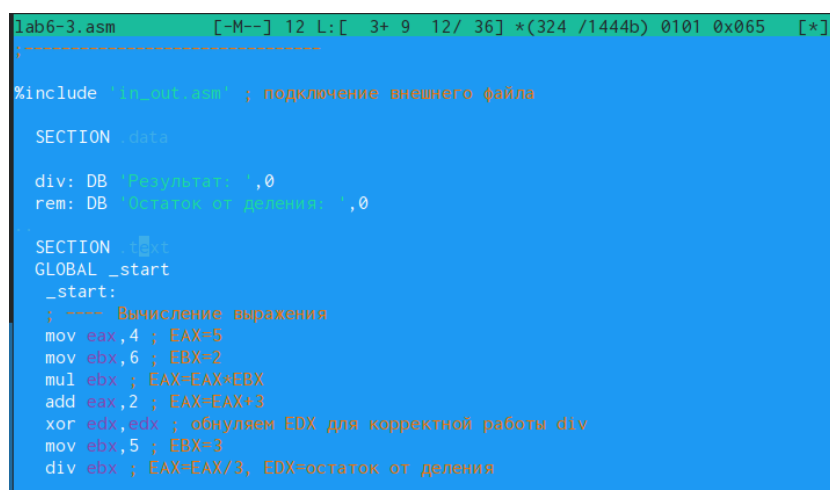 lab6-3.asm [-M--] 12 L:[ 3+ 9 12/ 36] *(324 /1444b) 0101 0x065 [*]
;--------------------------------
%include 'in_out.asm' ; подключение внешнего файла
SECTION .data
div: DB 'Результат: ',0
rem: DB 'Остаток от деления: ',0
..
SECTION .text
GLOBAL _start
_start:
; ---- Вычисление выражения
mov eax,4 ; EAX=5
mov ebx,6 ; EBX=2
mul ebx ; EAX=EAX*EBX
add eax,2 ; EAX=EAX+3
xor edx,edx ; обнуляем EDX для корректной работы div
mov ebx,5 ; EBX=3
div ebx ; EAX=EAX/3, EDX=остаток от деления